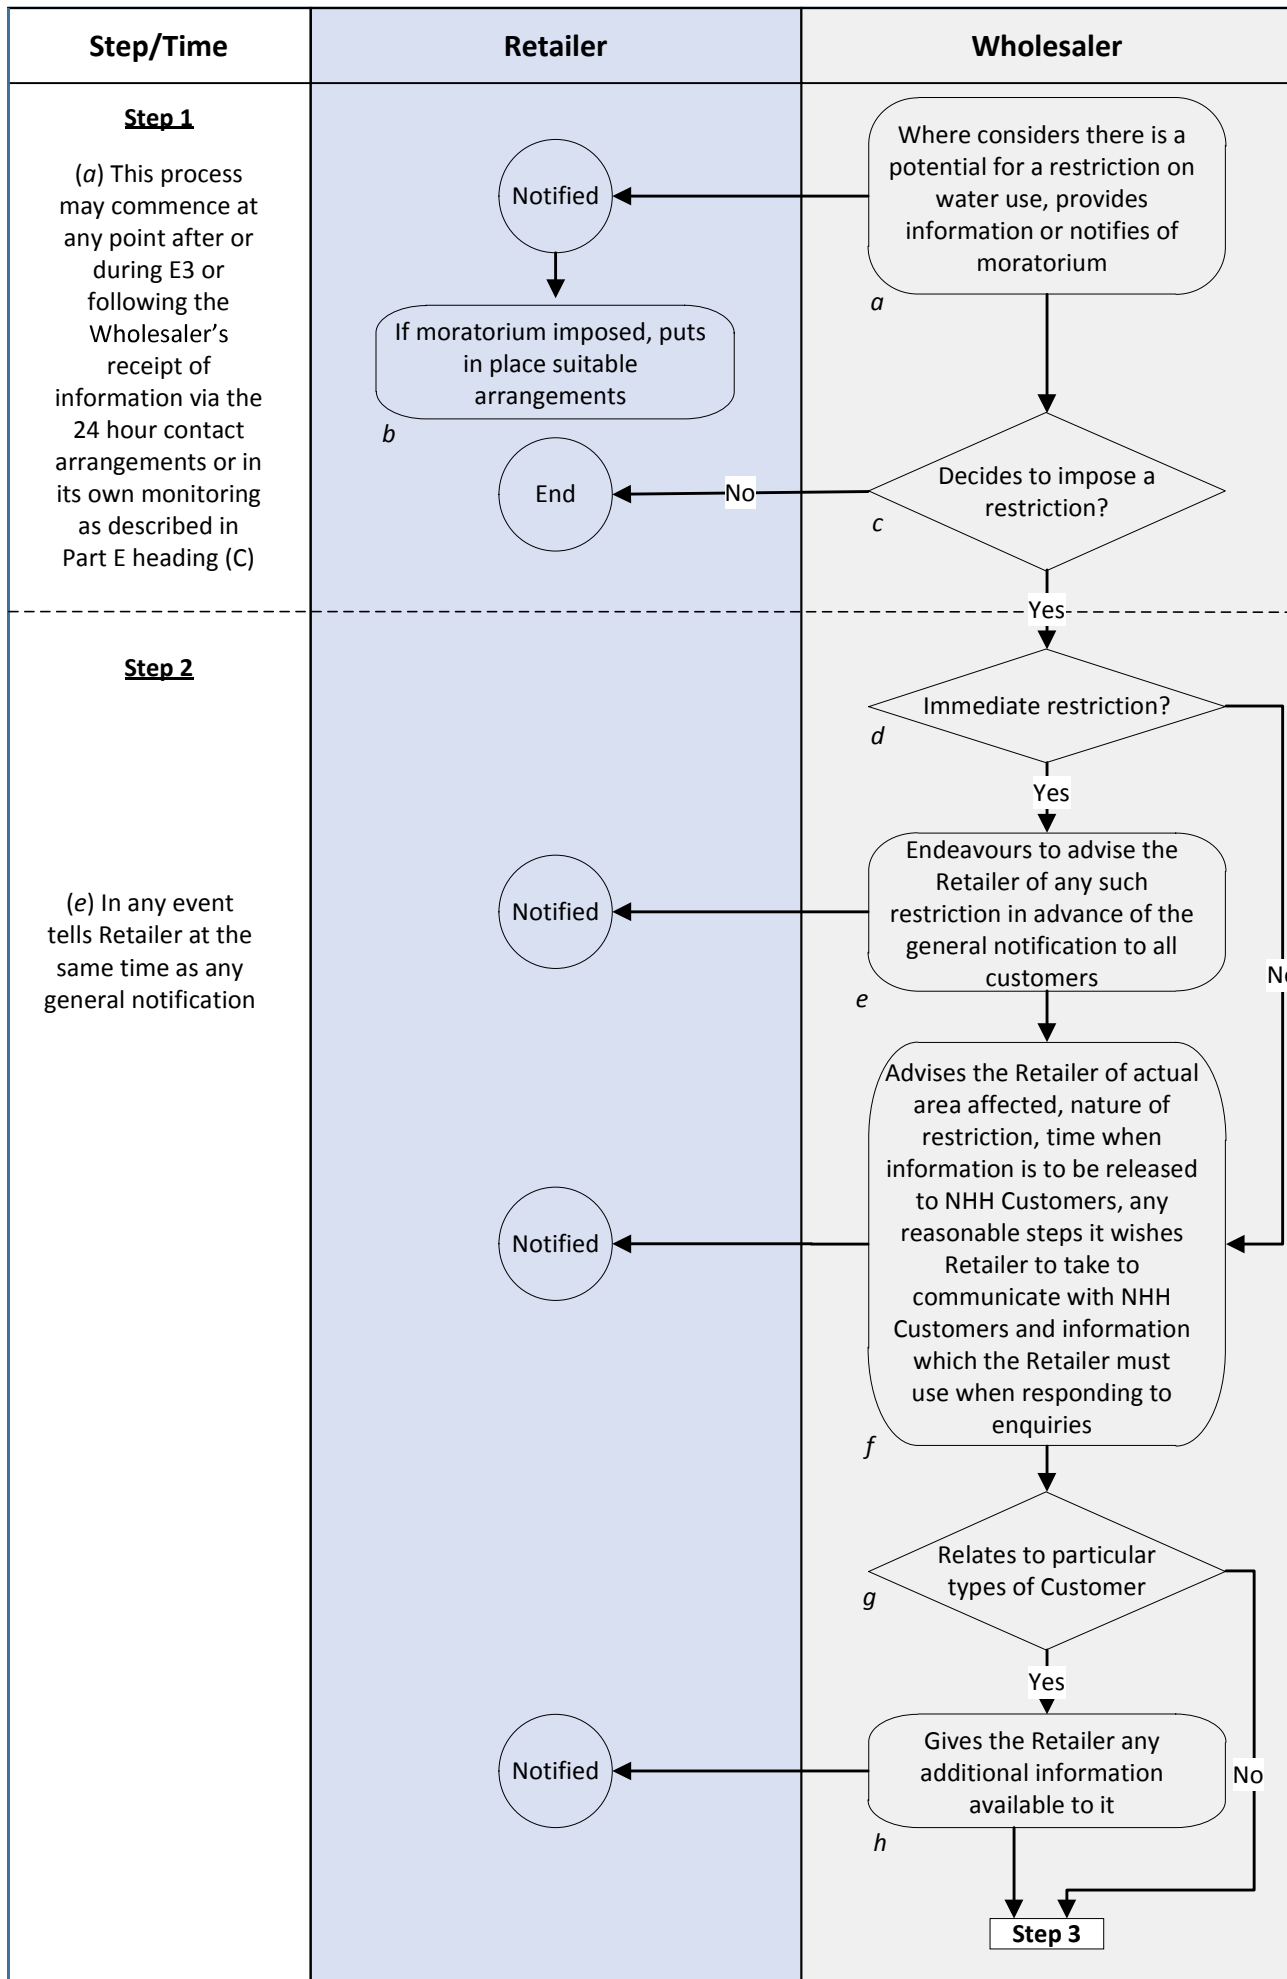 Step/Time
Retailer
Wholesaler
Step 1
(a) This process
may commence at
any point after or
during E3 or
following the
Wholesaler's
receipt of
information via the
24 hour contact
arrangements or in
its own monitoring
as described in
Part E heading (C)
Notified
Where considers there is a
potential for a restriction on
water use, provides
information or notifies of
moratorium
a
If moratorium imposed, puts
in place suitable
arrangements
b
End
No
Decides to impose a
restriction?
c
Yes
Step 2
Immediate restriction?
d
Yes
No
(e) In any event
tells Retailer at the
same time as any
general notification
Notified
Endeavours to advise the
Retailer of any such
restriction in advance of the
general notification to all
customers
e
Notified
Advises the Retailer of actual
area affected, nature of
restriction, time when
information is to be released
to NHH Customers, any
reasonable steps it wishes
Retailer to take to
communicate with NHH
Customers and information
which the Retailer must
use when responding to
enquiries
f
Relates to particular
types of Customer
g
Yes
No
Notified
Gives the Retailer any
additional information
available to it
h
Step 3